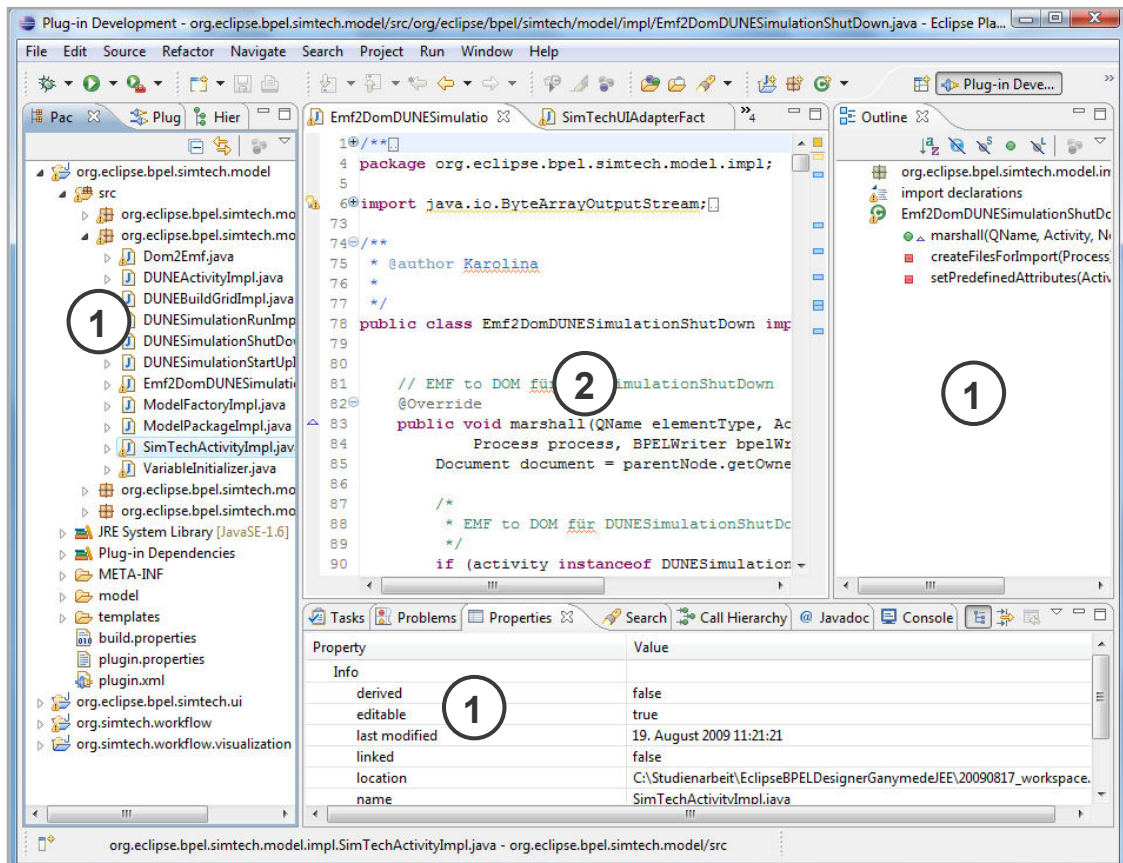 Plug-in Development - org.eclipse.bpel.simtech.model/src/org/eclipse/bpel/simtech/model/impl/Emf2DomDUNESimulationShutDown.java - Eclipse Pla...
File Edit Source Refactor Navigate Search Project Run Window Help
Plug-in Deve... »
Pac Plug Hier
org.eclipse.bpel.simtech.model
src
org.eclipse.bpel.simtech.mo
org.eclipse.bpel.simtech.mo
Dom2Emf.java
DUNEActivityImpl.java
DUNEBuildGridImpl.java
DUNESimulationRunImp
DUNESimulationShutDov
DUNESimulationStartUpI
Emf2DomDUNESimulati
ModelFactoryImpl.java
ModelPackageImpl.java
SimTechActivityImpl.jav
VariableInitializer.java
org.eclipse.bpel.simtech.mo
org.eclipse.bpel.simtech.mo
JRE System Library [JavaSE-1.6]
Plug-in Dependencies
META-INF
model
templates
build.properties
plugin.properties
plugin.xml
org.eclipse.bpel.simtech.ui
org.simtech.workflow
org.simtech.workflow.visualization
1
Emf2DomDUNESimulatio SimTechUIAdapterFact »4
1 /**
4 package org.eclipse.bpel.simtech.model.impl;
5
6 import java.io.ByteArrayOutputStream;
73
74 /**
75 * @author Karolina
76 *
77 */
78 public class Emf2DomDUNESimulationShutDown imp
79
80
81 // EMF to DOM für SimulationShutDown
82 @Override
83 public void marshall(QName elementType, Ac
84 Process process, BPELWriter bpelWr
85 Document document = parentNode.getOwne
86
87 /*
88 * EMF to DOM für DUNESimulationShutDo
89 */
90 if (activity instanceof DUNESimulation
2
Outline
org.eclipse.bpel.simtech.model.im
import declarations
Emf2DomDUNESimulationShutDo
marshall(QName, Activity, No
createFilesForImport(Process)
setPredefinedAttributes(Activ
1
Tasks Problems Properties Search Call Hierarchy @ Javadoc Console
Property Value
Info
derived false
editable true
last modified 19. August 2009 11:21:21
linked false
location C:\Studienarbeit\EclipseBPELDesignerGanymedeJEE\20090817_workspace.
name SimTechActivityImpl.java
1
org.eclipse.bpel.simtech.model.impl.SimTechActivityImpl.java - org.eclipse.bpel.simtech.model/src